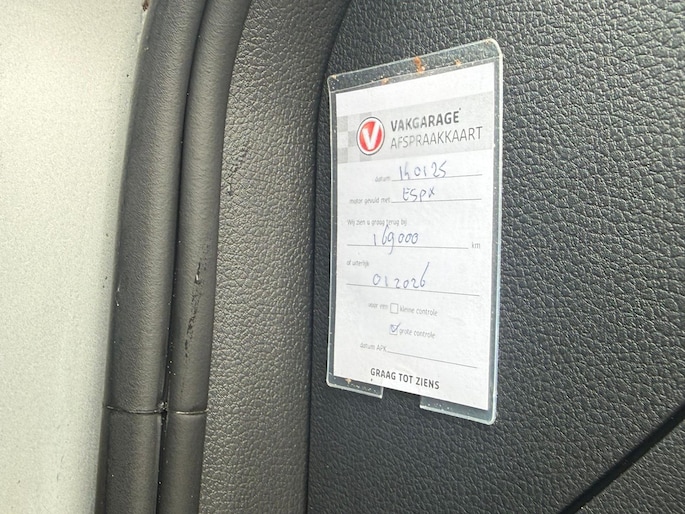 VAKGARAGE
AFSPRAAKKAART
datum 14 01 25
motor gevuld met ESPX
Wij zien u graag terug bij
169000 km
of uiterlijk
01 2026
voor een kleine controle
grote controle
datum APK
GRAAG TOT ZIENS